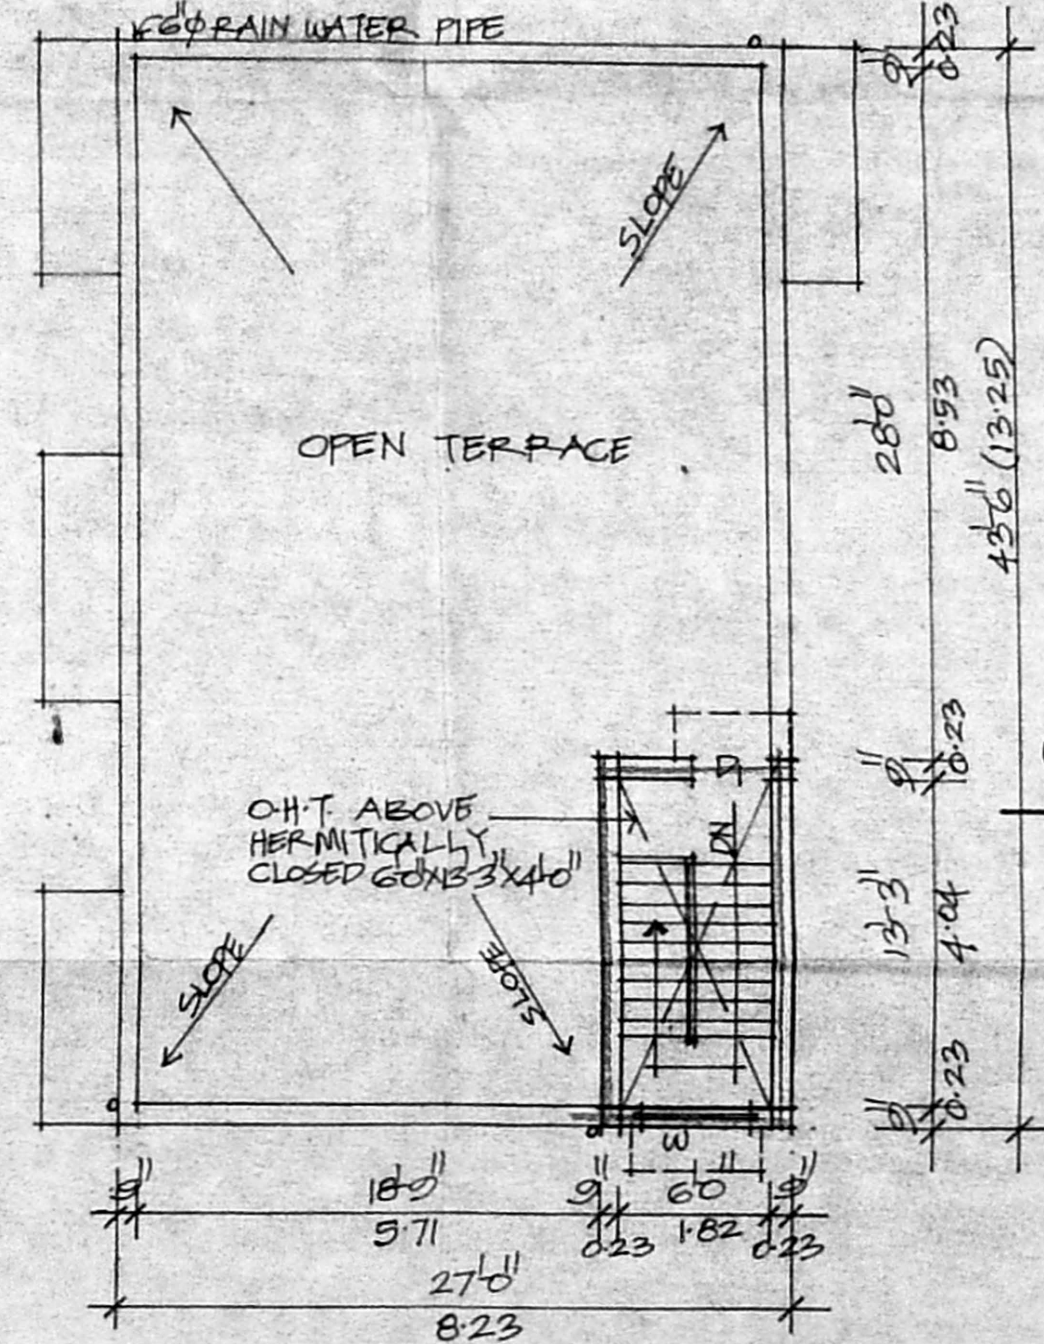 6"φ RAIN WATER PIPE
9"
0.23
SLOPE
28'0"
8.53
43'6" (13.25)
OPEN TERRACE
9"
0.23
D
O.H.T. ABOVE
HERMITICALLY
CLOSED 6'0"X13'-3"X4'0"
DN
13'-3"
4.04
SLOPE
SLOPE
9"
0.23
W
9"
18'-9"
9"
6'0"
9"
5.71
0.23
1.82
0.23
27'0"
8.23